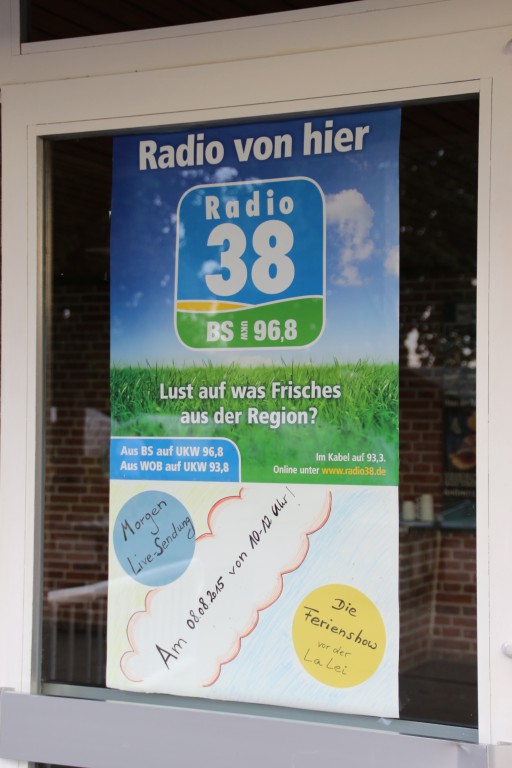 Radio von hier
Radio
38
BS UKW 96,8
Lust auf was Frisches
aus der Region?
Aus BS auf UKW 96,8
Aus WOB auf UKW 93,8
Im Kabel auf 93,3.
Online unter www.radio38.de
Morgen
Live-Sendung
Am 08.08.2015 von 10-12 Uhr!
Die
Ferienshow
vor der
LaLei